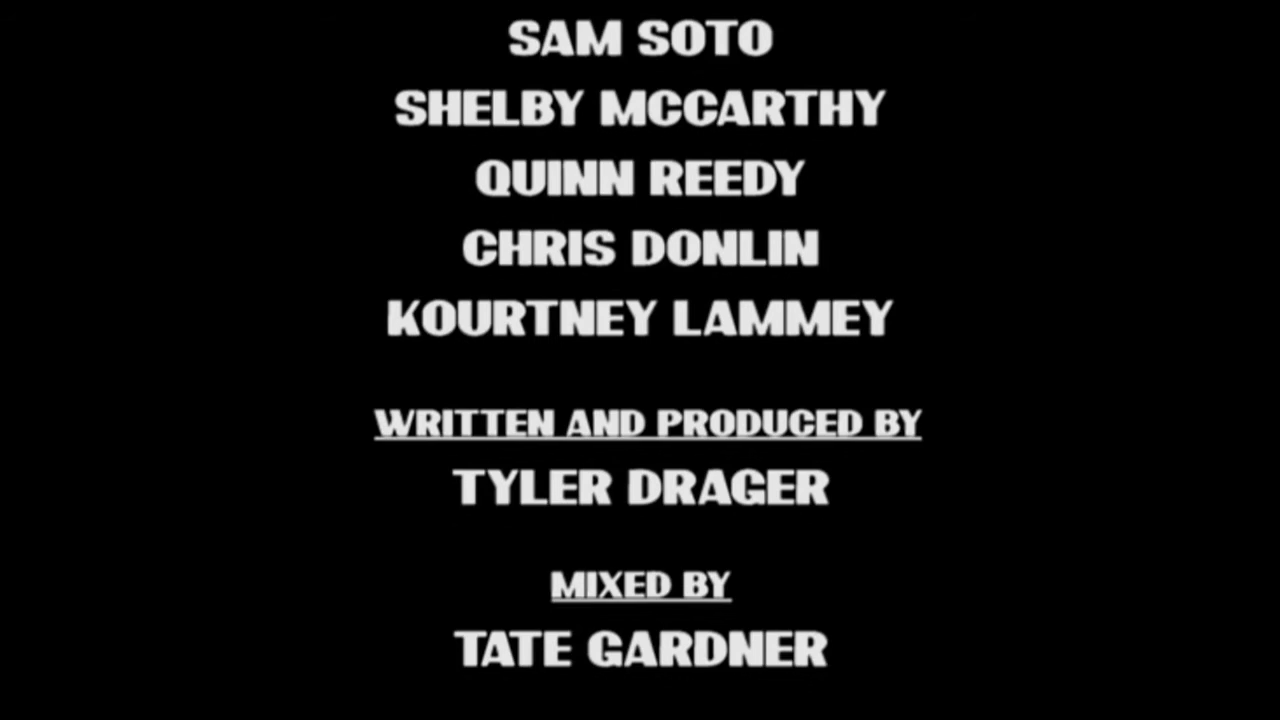 SAM SOTO
SHELBY MCCARTHY
QUINN REEDY
CHRIS DONLIN
KOURTNEY LAMMEY
WRITTEN AND PRODUCED BY
TYLER DRAGER
MIXED BY
TATE GARDNER